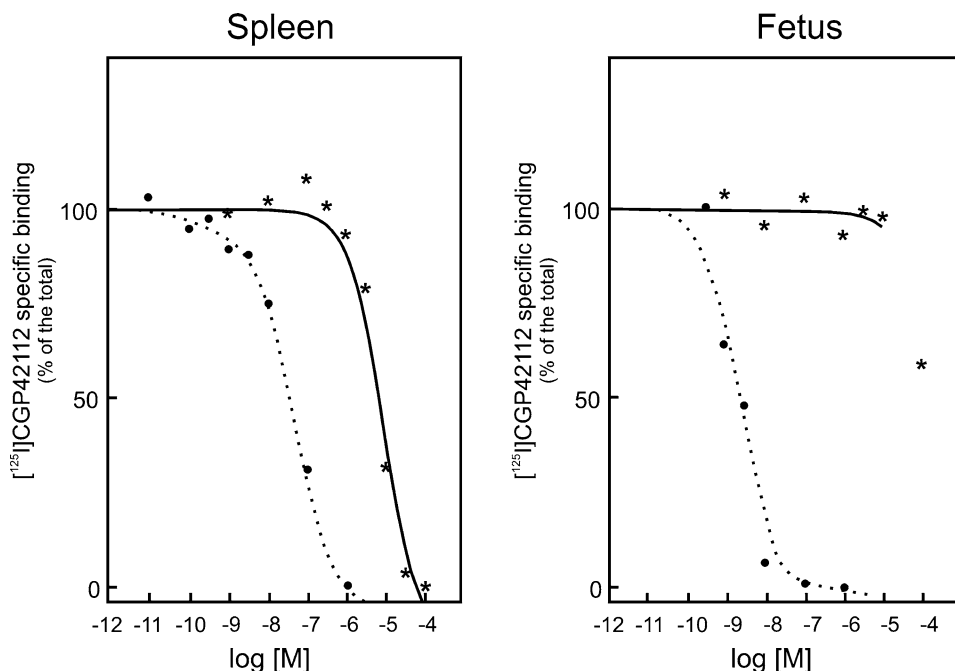 Spleen
[¹²⁵I]CGP42112 specific binding
(% of the total)
100
50
0
-12 -11 -10 -9 -8 -7 -6 -5 -4
log [M]
Fetus
[¹²⁵I]CGP42112 specific binding
(% of the total)
100
50
0
-12 -11 -10 -9 -8 -7 -6 -5 -4
log [M]